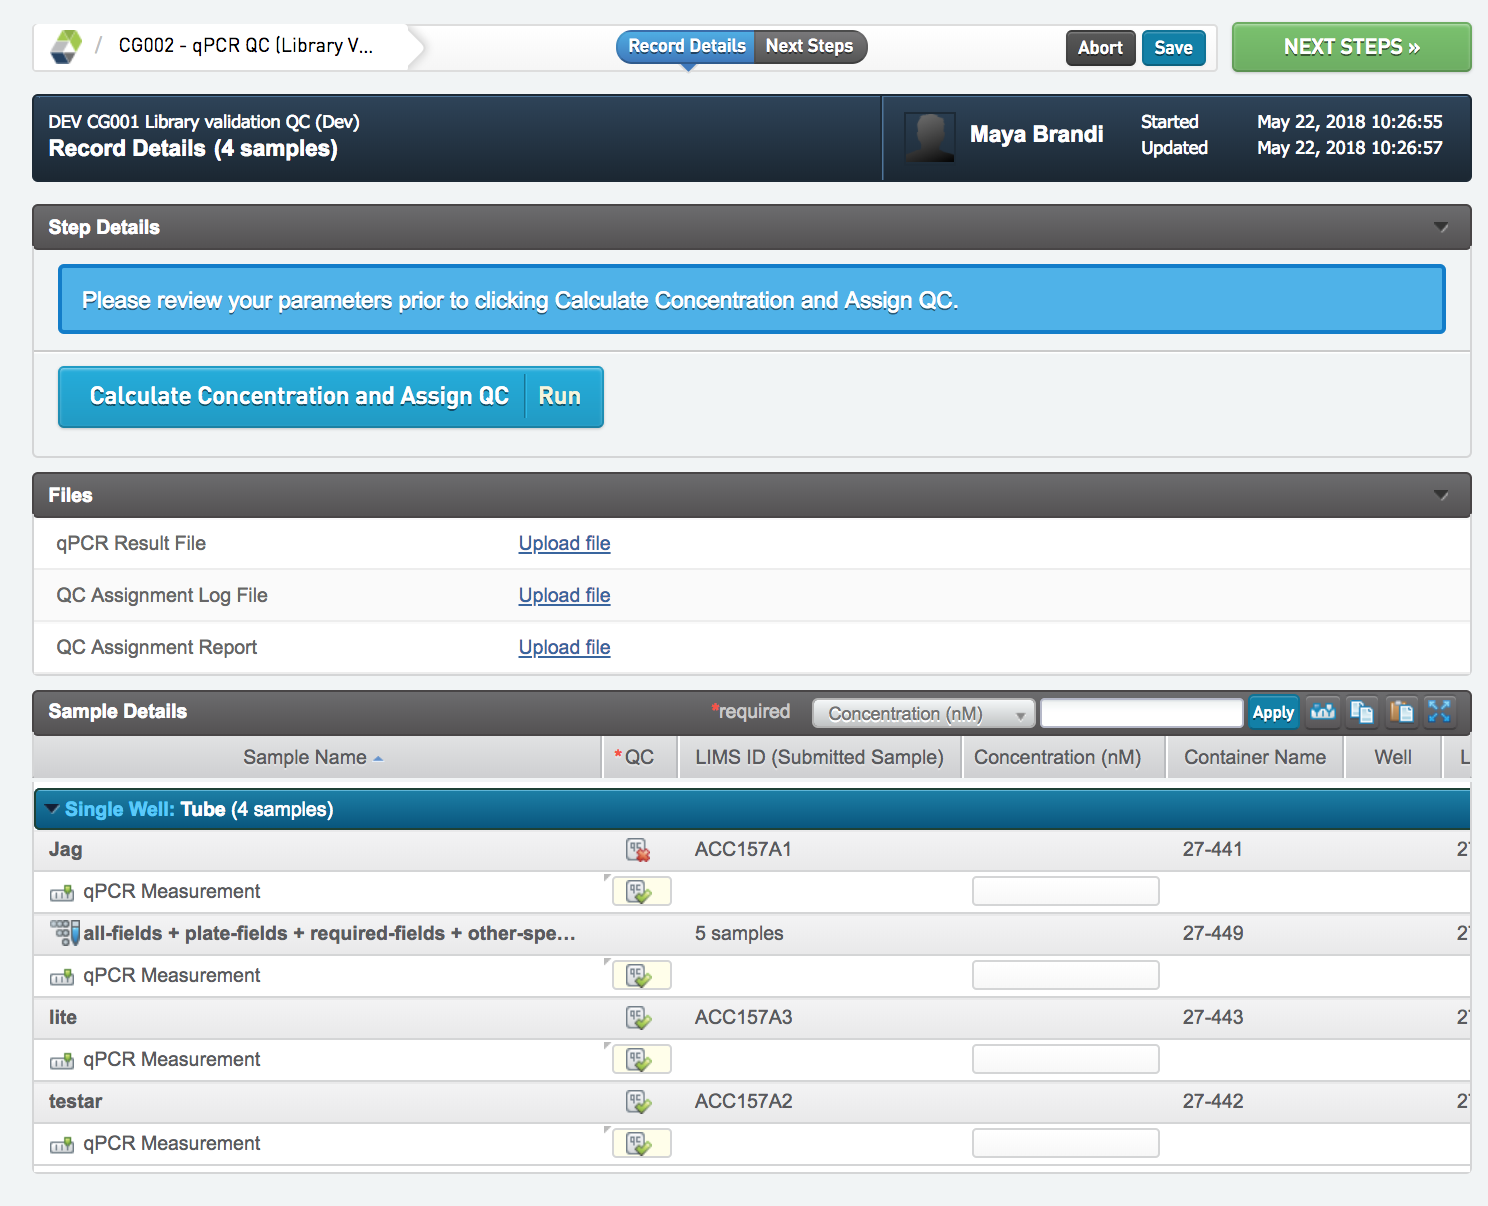 / CG002 - qPCR QC (Library V...
Record Details Next Steps
Abort Save
NEXT STEPS »
DEV CG001 Library validation QC (Dev)
Record Details (4 samples)
Maya Brandi
Started May 22, 2018 10:26:55
Updated May 22, 2018 10:26:57
Step Details
Please review your parameters prior to clicking Calculate Concentration and Assign QC.
Calculate Concentration and Assign QC Run
Files
qPCR Result File Upload file
QC Assignment Log File Upload file
QC Assignment Report Upload file
Sample Details *required Concentration (nM) Apply
Sample Name *QC LIMS ID (Submitted Sample) Concentration (nM) Container Name Well L
Single Well: Tube (4 samples)
Jag ACC157A1 27-441 2
qPCR Measurement
all-fields + plate-fields + required-fields + other-spe... 5 samples 27-449 2
qPCR Measurement
lite ACC157A3 27-443 2
qPCR Measurement
testar ACC157A2 27-442 2
qPCR Measurement